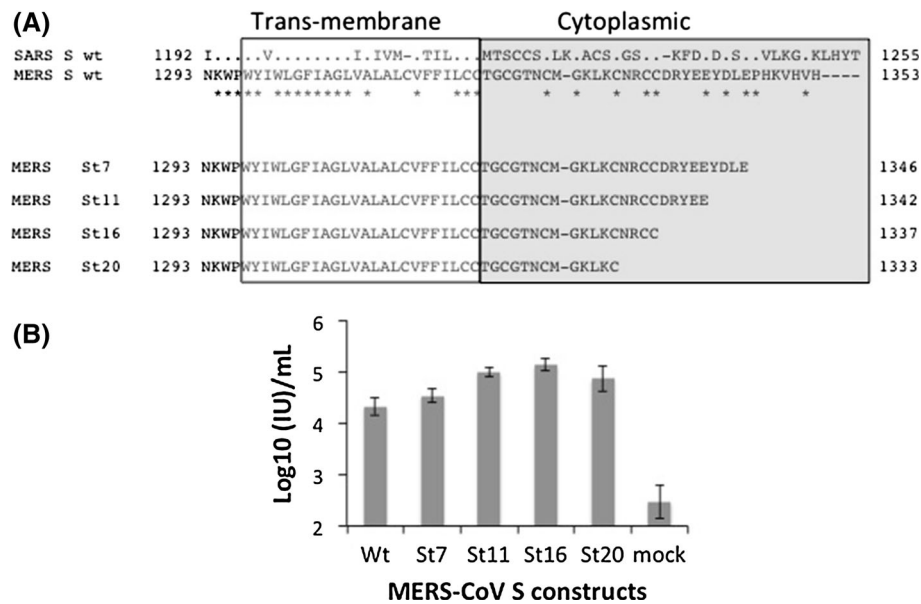 (A)
Trans-membrane Cytoplasmic
SARS S wt 1192 I....V.........I.IVM-.TIL...MTSCCS.LK.ACS.GS..-KFD.D.S..VLKG.KLHYT 1255
MERS S wt 1293 NKWPWYIWLGFIAGLVALALCVFFILCCTGCGTNCM-GKLKCNRCCDRYEEYDLEPHKVHVH---- 1353
***** ******** * * *** * * * ** * * ** *
MERS St7 1293 NKWPWYIWLGFIAGLVALALCVFFILCCTGCGTNCM-GKLKCNRCCDRYEEYDLE 1346
MERS St11 1293 NKWPWYIWLGFIAGLVALALCVFFILCCTGCGTNCM-GKLKCNRCCDRYEE 1342
MERS St16 1293 NKWPWYIWLGFIAGLVALALCVFFILCCTGCGTNCM-GKLKCNRCC 1337
MERS St20 1293 NKWPWYIWLGFIAGLVALALCVFFILCCTGCGTNCM-GKLKC 1333
(B)
Log10 (IU)/mL
6
5
4
3
2
Wt St7 St11 St16 St20 mock
MERS-CoV S constructs